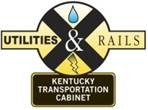 UTILITIES & RAILS
KENTUCKY
TRANSPORTATION
CABINET